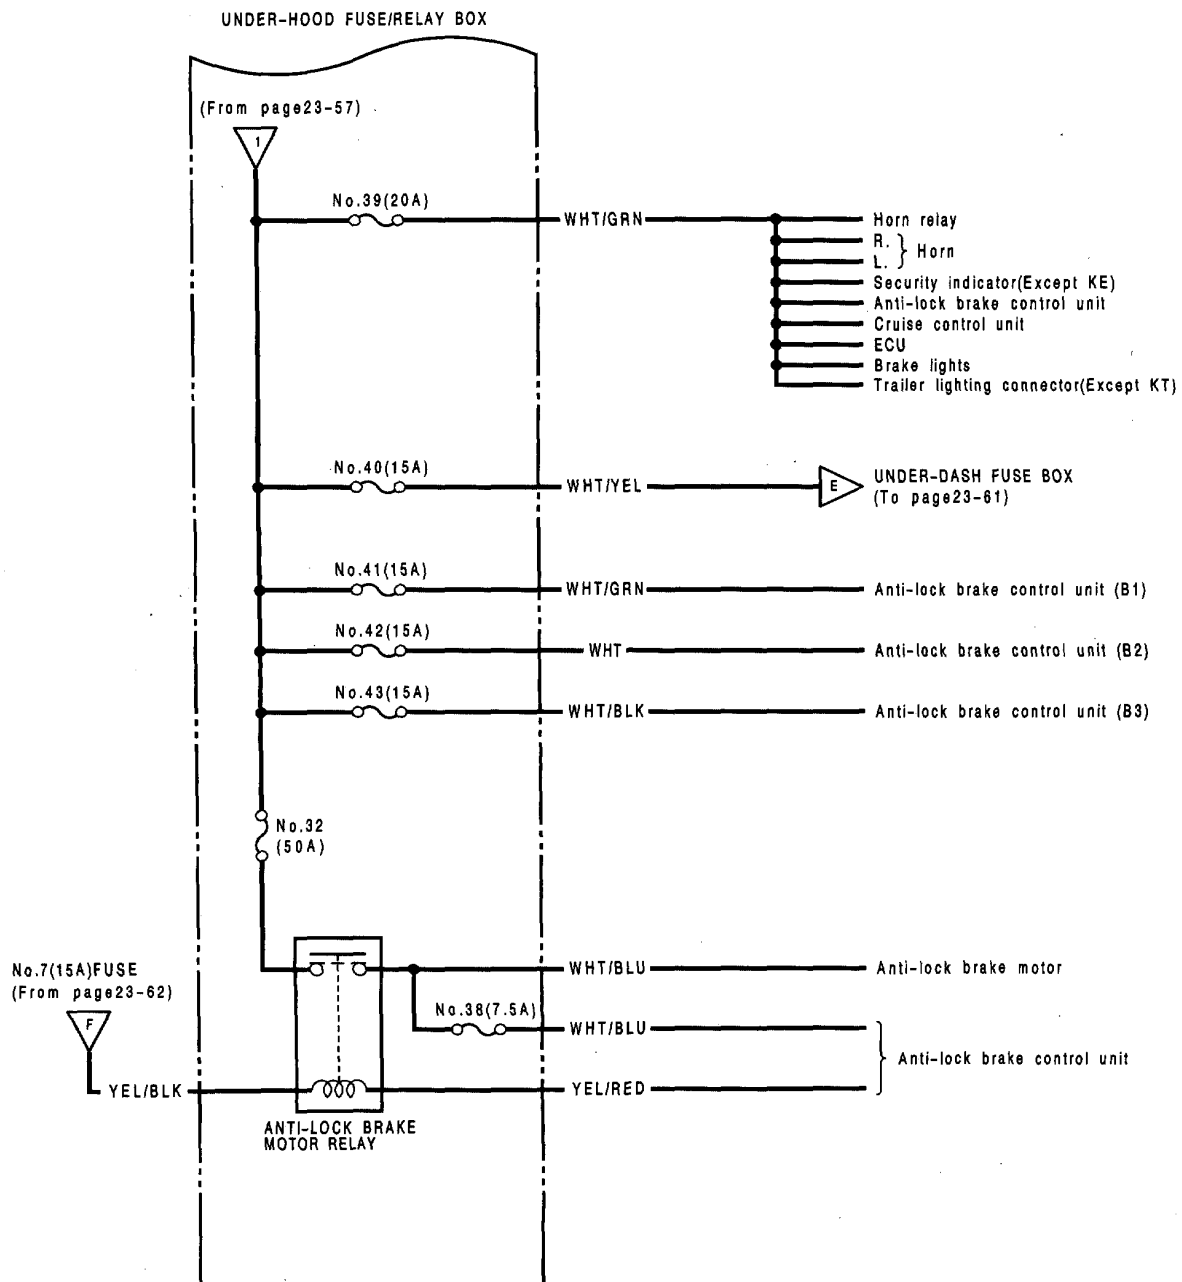 UNDER-HOOD FUSE/RELAY BOX
(From page23-57)
1
No.39(20A)
WHT/GRN
Horn relay
R.
L.
Horn
Security indicator(Except KE)
Anti-lock brake control unit
Cruise control unit
ECU
Brake lights
Trailer lighting connector(Except KT)
No.40(15A)
WHT/YEL
E
UNDER-DASH FUSE BOX
(To page23-61)
No.41(15A)
WHT/GRN
Anti-lock brake control unit (B1)
No.42(15A)
WHT
Anti-lock brake control unit (B2)
No.43(15A)
WHT/BLK
Anti-lock brake control unit (B3)
No.32
(50A)
No.7(15A)FUSE
(From page23-62)
F
WHT/BLU
Anti-lock brake motor
No.38(7.5A)
WHT/BLU
Anti-lock brake control unit
YEL/BLK
YEL/RED
ANTI-LOCK BRAKE
MOTOR RELAY